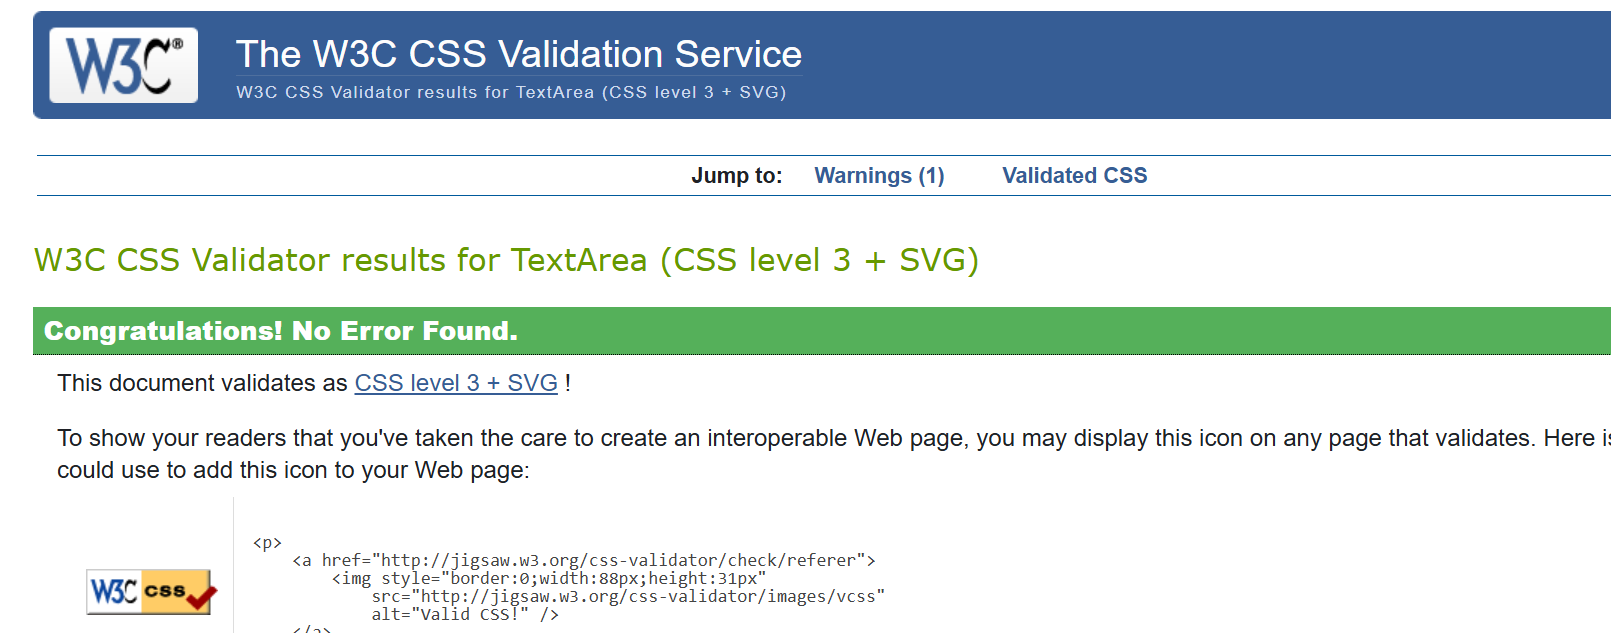 W3C®
The W3C CSS Validation Service
W3C CSS Validator results for TextArea (CSS level 3 + SVG)
Jump to: Warnings (1) Validated CSS
W3C CSS Validator results for TextArea (CSS level 3 + SVG)
Congratulations! No Error Found.
This document validates as CSS level 3 + SVG !
To show your readers that you've taken the care to create an interoperable Web page, you may display this icon on any page that validates. Here
could use to add this icon to your Web page:
<p>
<a href="http://jigsaw.w3.org/css-validator/check/referer">
<img style="border:0;width:88px;height:31px"
src="http://jigsaw.w3.org/css-validator/images/vcss"
alt="Valid CSS!" />
</a>
W3C css